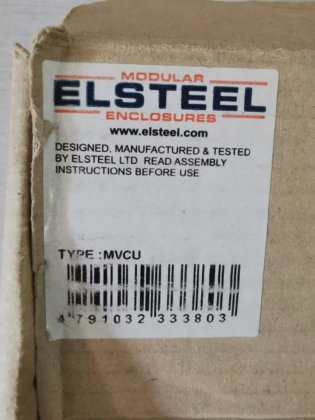 MODULAR
ELSTEEL
ENCLOSURES
www.elsteel.com
DESIGNED, MANUFACTURED & TESTED
BY ELSTEEL LTD READ ASSEMBLY
INSTRUCTIONS BEFORE USE
TYPE :MVCU
4 791032 333803